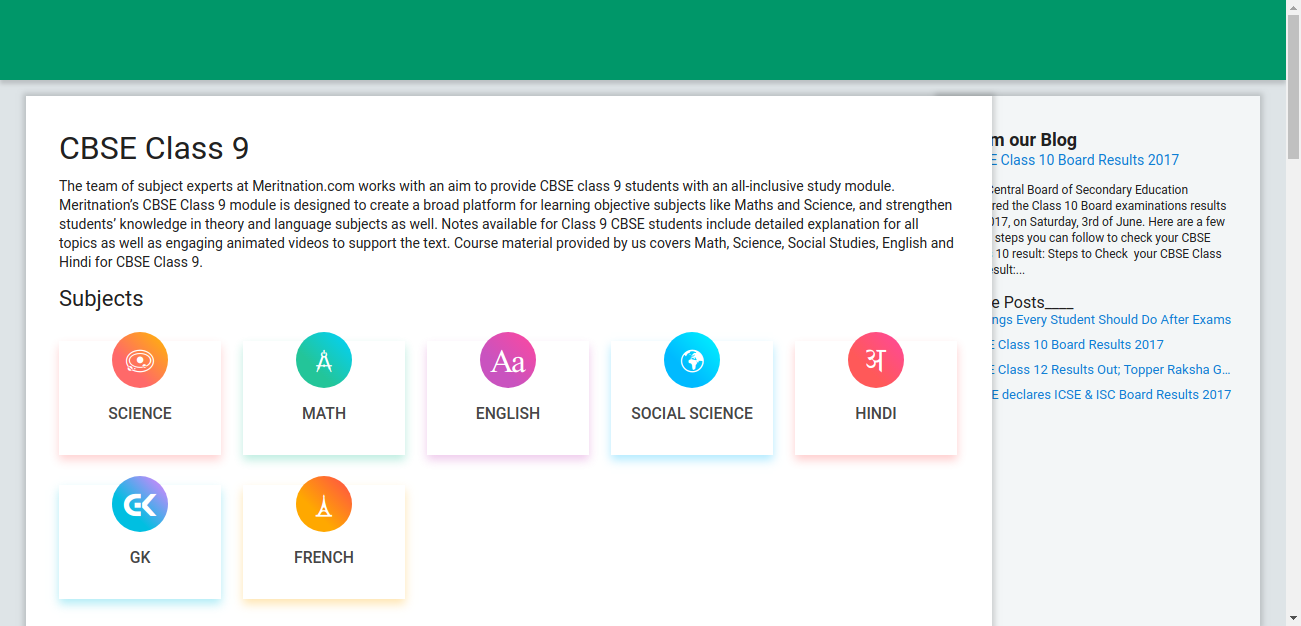 CBSE Class 9
The team of subject experts at Meritnation.com works with an aim to provide CBSE class 9 students with an all-inclusive study module.
Meritnation’s CBSE Class 9 module is designed to create a broad platform for learning objective subjects like Maths and Science, and strengthen
students’ knowledge in theory and language subjects as well. Notes available for Class 9 CBSE students include detailed explanation for all
topics as well as engaging animated videos to support the text. Course material provided by us covers Math, Science, Social Studies, English and
Hindi for CBSE Class 9.
Subjects
Aa
अ
SCIENCE
MATH
ENGLISH
SOCIAL SCIENCE
HINDI
GK
GK
FRENCH
m our Blog
E Class 10 Board Results 2017
Central Board of Secondary Education
red the Class 10 Board examinations results
017, on Saturday, 3rd of June. Here are a few
steps you can follow to check your CBSE
10 result: Steps to Check your CBSE Class
esult:...
e Posts____
ngs Every Student Should Do After Exams
E Class 10 Board Results 2017
E Class 12 Results Out; Topper Raksha G...
E declares ICSE & ISC Board Results 2017